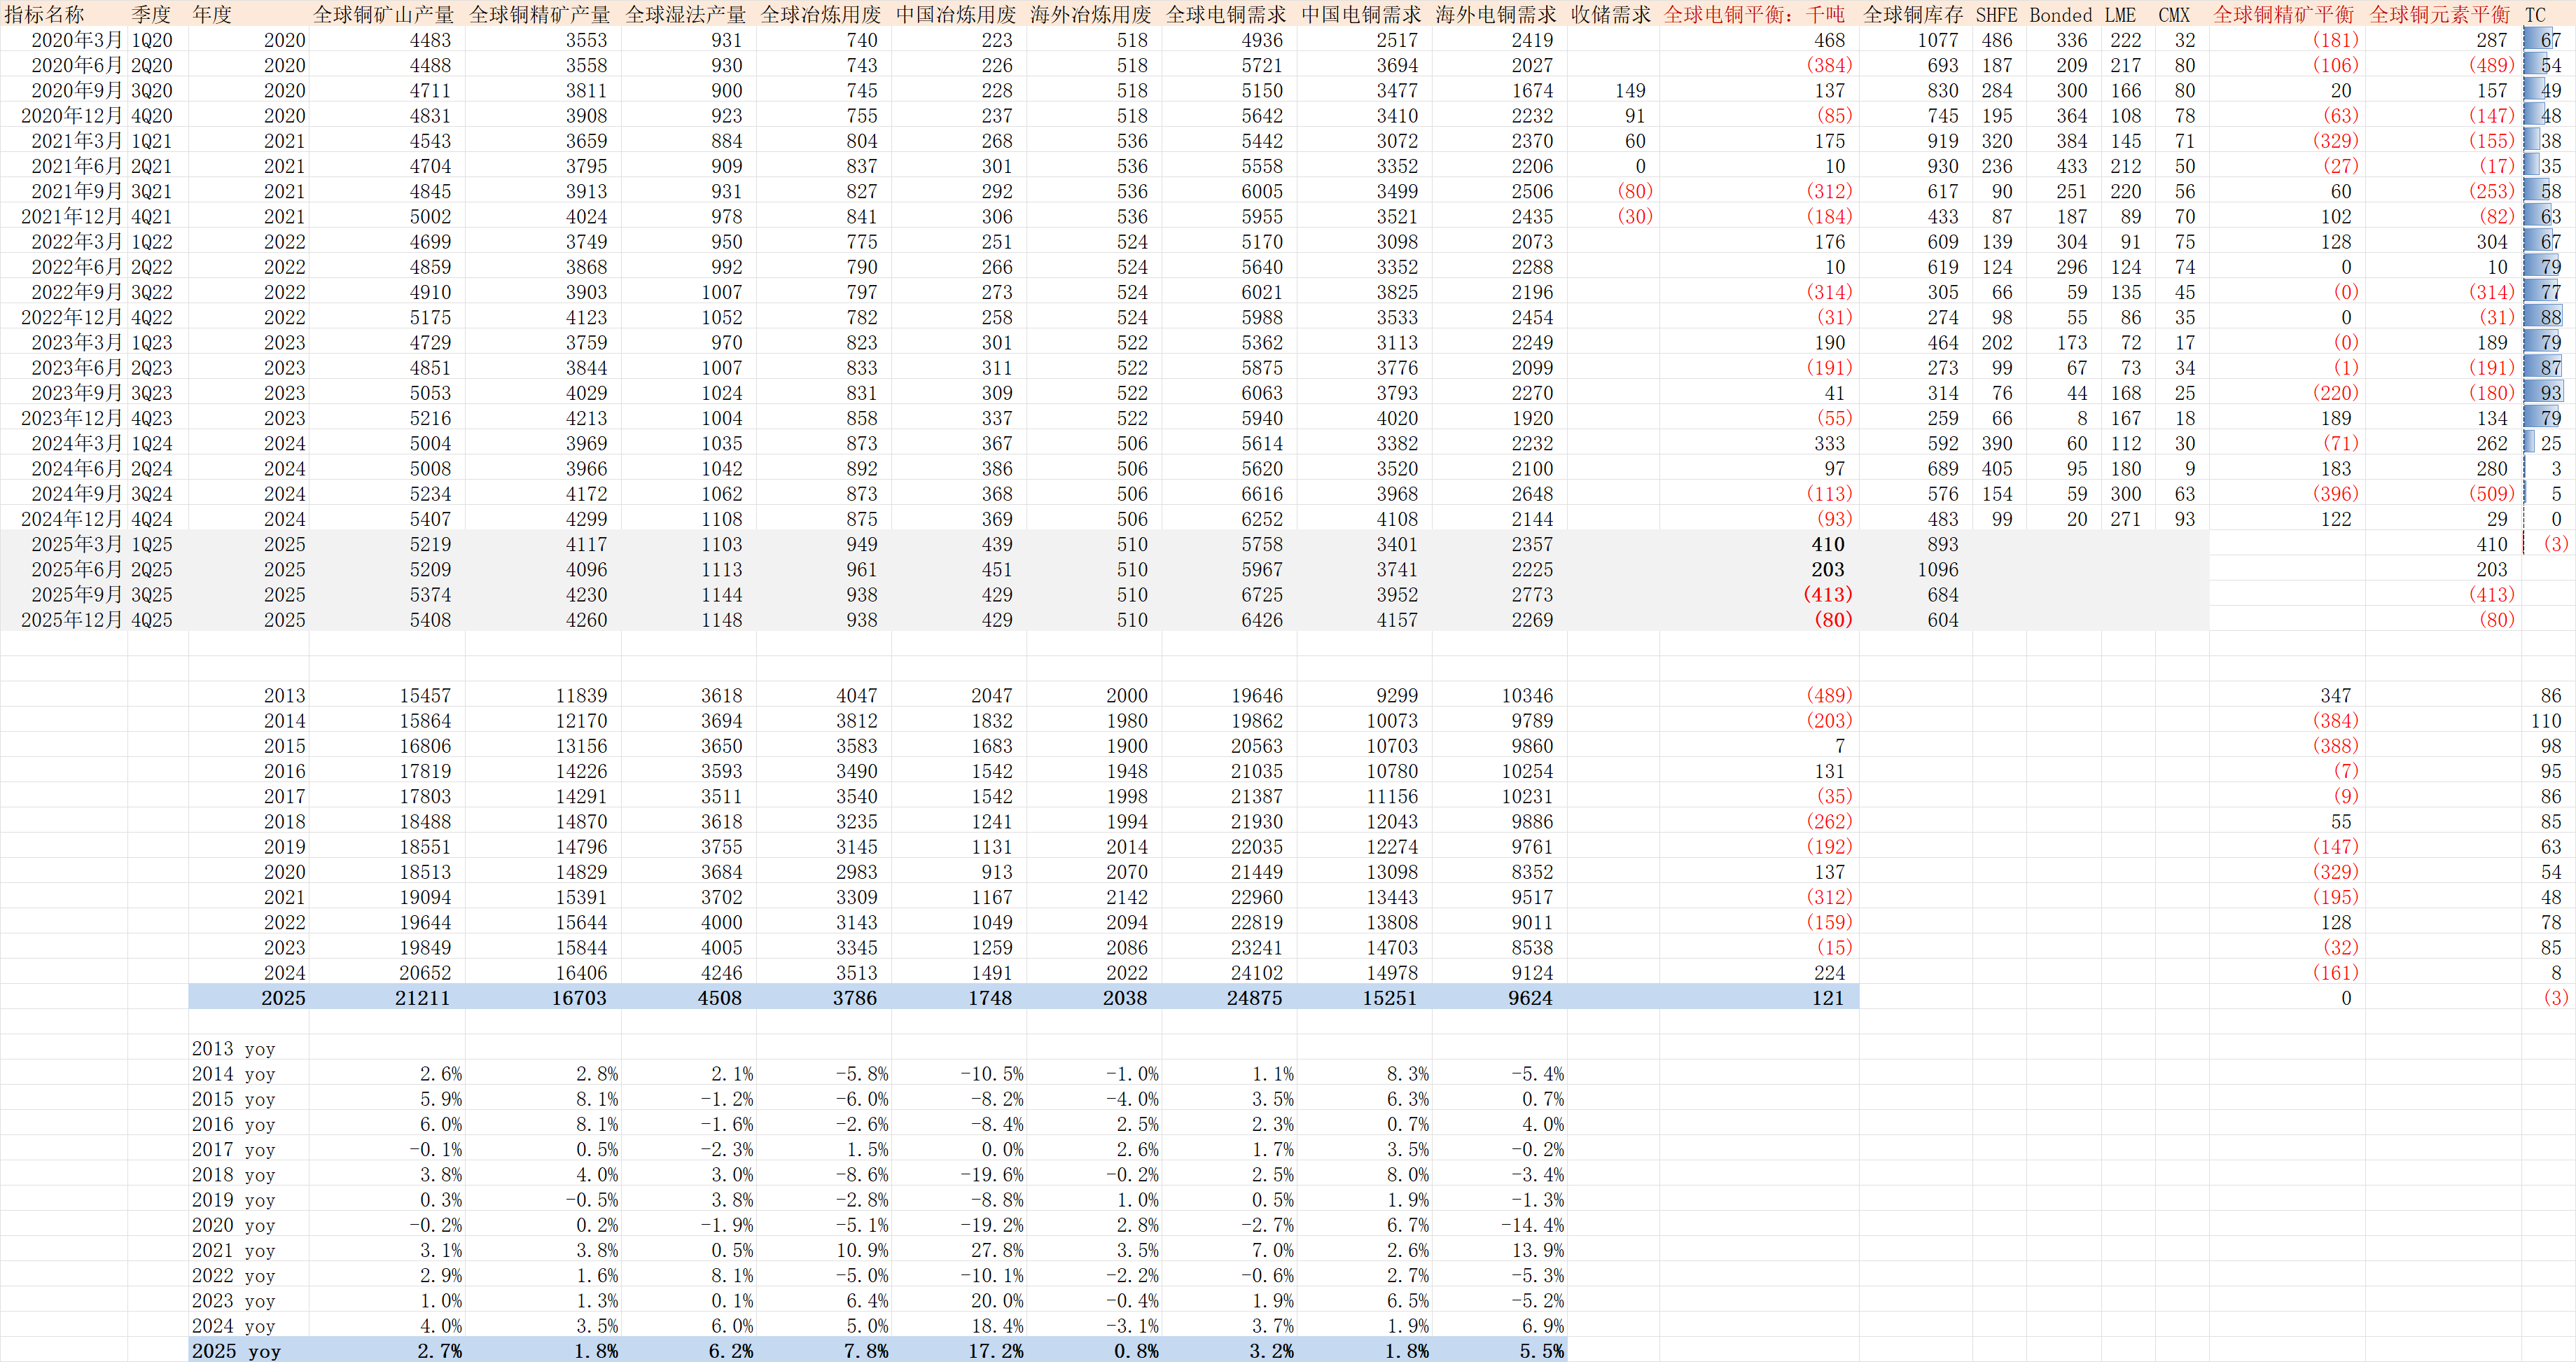 指标名称 季度 年度 全球铜矿山产量 全球铜精矿产量 全球湿法产量 全球冶炼用废 中国冶炼用废 海外冶炼用废 全球电铜需求 中国电铜需求 海外电铜需求 收储需求 全球电铜平衡：千吨 全球铜库存 SHFE Bonded LME CMX 全球铜精矿平衡 全球铜元素平衡 TC
2020年3月 1Q20 2020 4483 3553 931 740 223 518 4936 2517 2419 468 1077 486 336 222 32 (181) 287 67
2020年6月 2Q20 2020 4488 3558 930 743 226 518 5721 3694 2027 (384) 693 187 209 217 80 (106) (489) 54
2020年9月 3Q20 2020 4711 3811 900 745 228 518 5150 3477 1674 149 137 830 284 300 166 80 20 157 49
2020年12月 4Q20 2020 4831 3908 923 755 237 518 5642 3410 2232 91 (85) 745 195 364 108 78 (63) (147) 48
2021年3月 1Q21 2021 4543 3659 884 804 268 536 5442 3072 2370 60 175 919 320 384 145 71 (329) (155) 38
2021年6月 2Q21 2021 4704 3795 909 837 301 536 5558 3352 2206 0 10 930 236 433 212 50 (27) (17) 35
2021年9月 3Q21 2021 4845 3913 931 827 292 536 6005 3499 2506 (80) (312) 617 90 251 220 56 60 (253) 58
2021年12月 4Q21 2021 5002 4024 978 841 306 536 5955 3521 2435 (30) (184) 433 87 187 89 70 102 (82) 63
2022年3月 1Q22 2022 4699 3749 950 775 251 524 5170 3098 2073 176 609 139 304 91 75 128 304 67
2022年6月 2Q22 2022 4859 3868 992 790 266 524 5640 3352 2288 10 619 124 296 124 74 0 10 79
2022年9月 3Q22 2022 4910 3903 1007 797 273 524 6021 3825 2196 (314) 305 66 59 135 45 (0) (314) 77
2022年12月 4Q22 2022 5175 4123 1052 782 258 524 5988 3533 2454 (31) 274 98 55 86 35 0 (31) 88
2023年3月 1Q23 2023 4729 3759 970 823 301 522 5362 3113 2249 190 464 202 173 72 17 (0) 189 79
2023年6月 2Q23 2023 4851 3844 1007 833 311 522 5875 3776 2099 (191) 273 99 67 73 34 (1) (191) 87
2023年9月 3Q23 2023 5053 4029 1024 831 309 522 6063 3793 2270 41 314 76 44 168 25 (220) (180) 93
2023年12月 4Q23 2023 5216 4213 1004 858 337 522 5940 4020 1920 (55) 259 66 8 167 18 189 134 79
2024年3月 1Q24 2024 5004 3969 1035 873 367 506 5614 3382 2232 333 592 390 60 112 30 (71) 262 25
2024年6月 2Q24 2024 5008 3966 1042 892 386 506 5620 3520 2100 97 689 405 95 180 9 183 280 3
2024年9月 3Q24 2024 5234 4172 1062 873 368 506 6616 3968 2648 (113) 576 154 59 300 63 (396) (509) 5
2024年12月 4Q24 2024 5407 4299 1108 875 369 506 6252 4108 2144 (93) 483 99 20 271 93 122 29 0
2025年3月 1Q25 2025 5219 4117 1103 949 439 510 5758 3401 2357 410 893 410 (3)
2025年6月 2Q25 2025 5209 4096 1113 961 451 510 5967 3741 2225 203 1096 203
2025年9月 3Q25 2025 5374 4230 1144 938 429 510 6725 3952 2773 (413) 684 (413)
2025年12月 4Q25 2025 5408 4260 1148 938 429 510 6426 4157 2269 (80) 604 (80)
2013 15457 11839 3618 4047 2047 2000 19646 9299 10346 (489) 347 86
2014 15864 12170 3694 3812 1832 1980 19862 10073 9789 (203) (384) 110
2015 16806 13156 3650 3583 1683 1900 20563 10703 9860 7 (388) 98
2016 17819 14226 3593 3490 1542 1948 21035 10780 10254 131 (7) 95
2017 17803 14291 3511 3540 1542 1998 21387 11156 10231 (35) (9) 86
2018 18488 14870 3618 3235 1241 1994 21930 12043 9886 (262) 55 85
2019 18551 14796 3755 3145 1131 2014 22035 12274 9761 (192) (147) 63
2020 18513 14829 3684 2983 913 2070 21449 13098 8352 137 (329) 54
2021 19094 15391 3702 3309 1167 2142 22960 13443 9517 (312) (195) 48
2022 19644 15644 4000 3143 1049 2094 22819 13808 9011 (159) 128 78
2023 19849 15844 4005 3345 1259 2086 23241 14703 8538 (15) (32) 85
2024 20652 16406 4246 3513 1491 2022 24102 14978 9124 224 (161) 8
2025 21211 16703 4508 3786 1748 2038 24875 15251 9624 121 0 (3)
2013 yoy
2014 yoy 2.6% 2.8% 2.1% -5.8% -10.5% -1.0% 1.1% 8.3% -5.4%
2015 yoy 5.9% 8.1% -1.2% -6.0% -8.2% -4.0% 3.5% 6.3% 0.7%
2016 yoy 6.0% 8.1% -1.6% -2.6% -8.4% 2.5% 2.3% 0.7% 4.0%
2017 yoy -0.1% 0.5% -2.3% 1.5% 0.0% 2.6% 1.7% 3.5% -0.2%
2018 yoy 3.8% 4.0% 3.0% -8.6% -19.6% -0.2% 2.5% 8.0% -3.4%
2019 yoy 0.3% -0.5% 3.8% -2.8% -8.8% 1.0% 0.5% 1.9% -1.3%
2020 yoy -0.2% 0.2% -1.9% -5.1% -19.2% 2.8% -2.7% 6.7% -14.4%
2021 yoy 3.1% 3.8% 0.5% 10.9% 27.8% 3.5% 7.0% 2.6% 13.9%
2022 yoy 2.9% 1.6% 8.1% -5.0% -10.1% -2.2% -0.6% 2.7% -5.3%
2023 yoy 1.0% 1.3% 0.1% 6.4% 20.0% -0.4% 1.9% 6.5% -5.2%
2024 yoy 4.0% 3.5% 6.0% 5.0% 18.4% -3.1% 3.7% 1.9% 6.9%
2025 yoy 2.7% 1.8% 6.2% 7.8% 17.2% 0.8% 3.2% 1.8% 5.5%